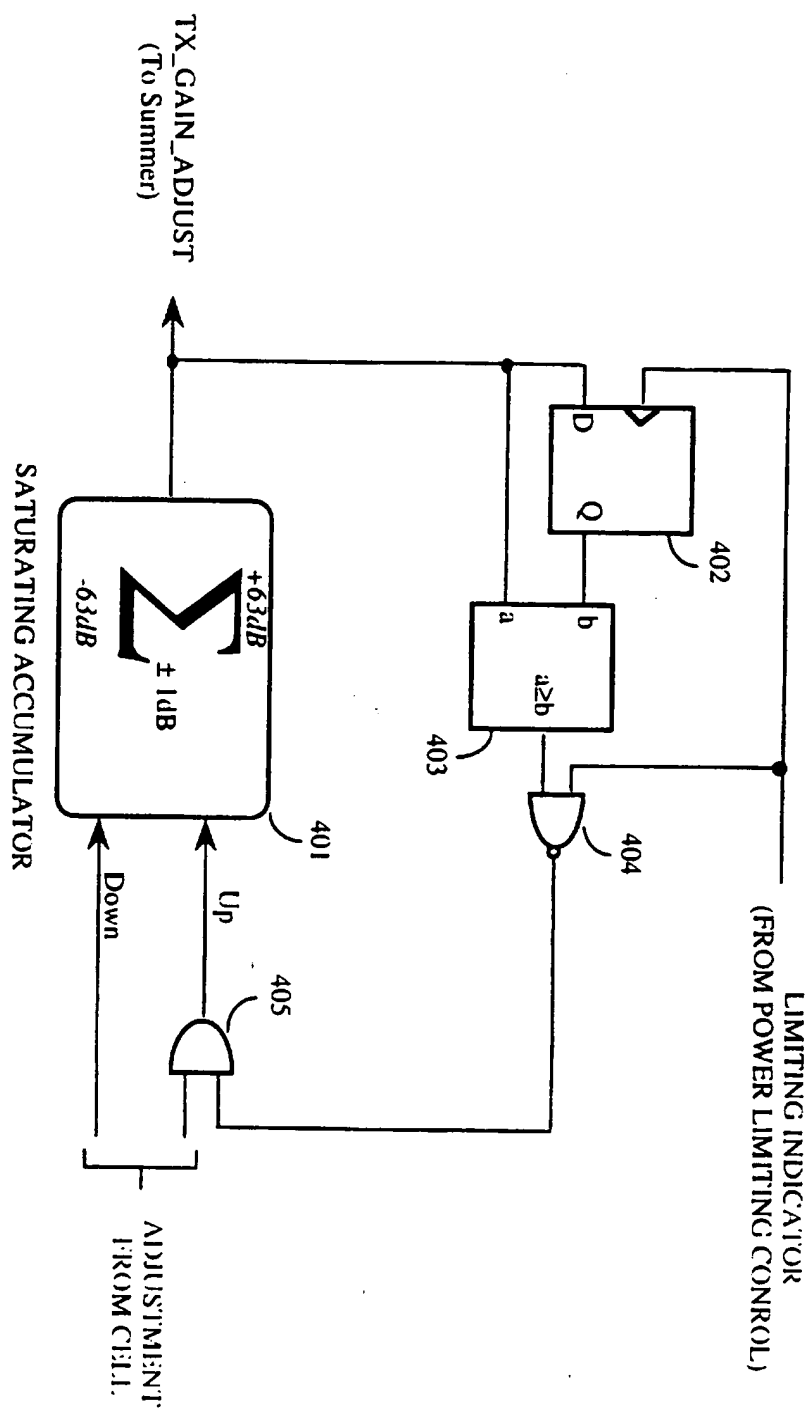 LIMITING INDICATOR
(FROM POWER LIMITING CONROL)
402
D
Q
b
a
a≥b
403
404
TX_GAIN_ADJUST
(To Summer)
+63dB
Σ
± 1dB
-63dB
401
Up
Down
405
ADJUSTMENT
FROM CELL
SATURATING ACCUMULATOR